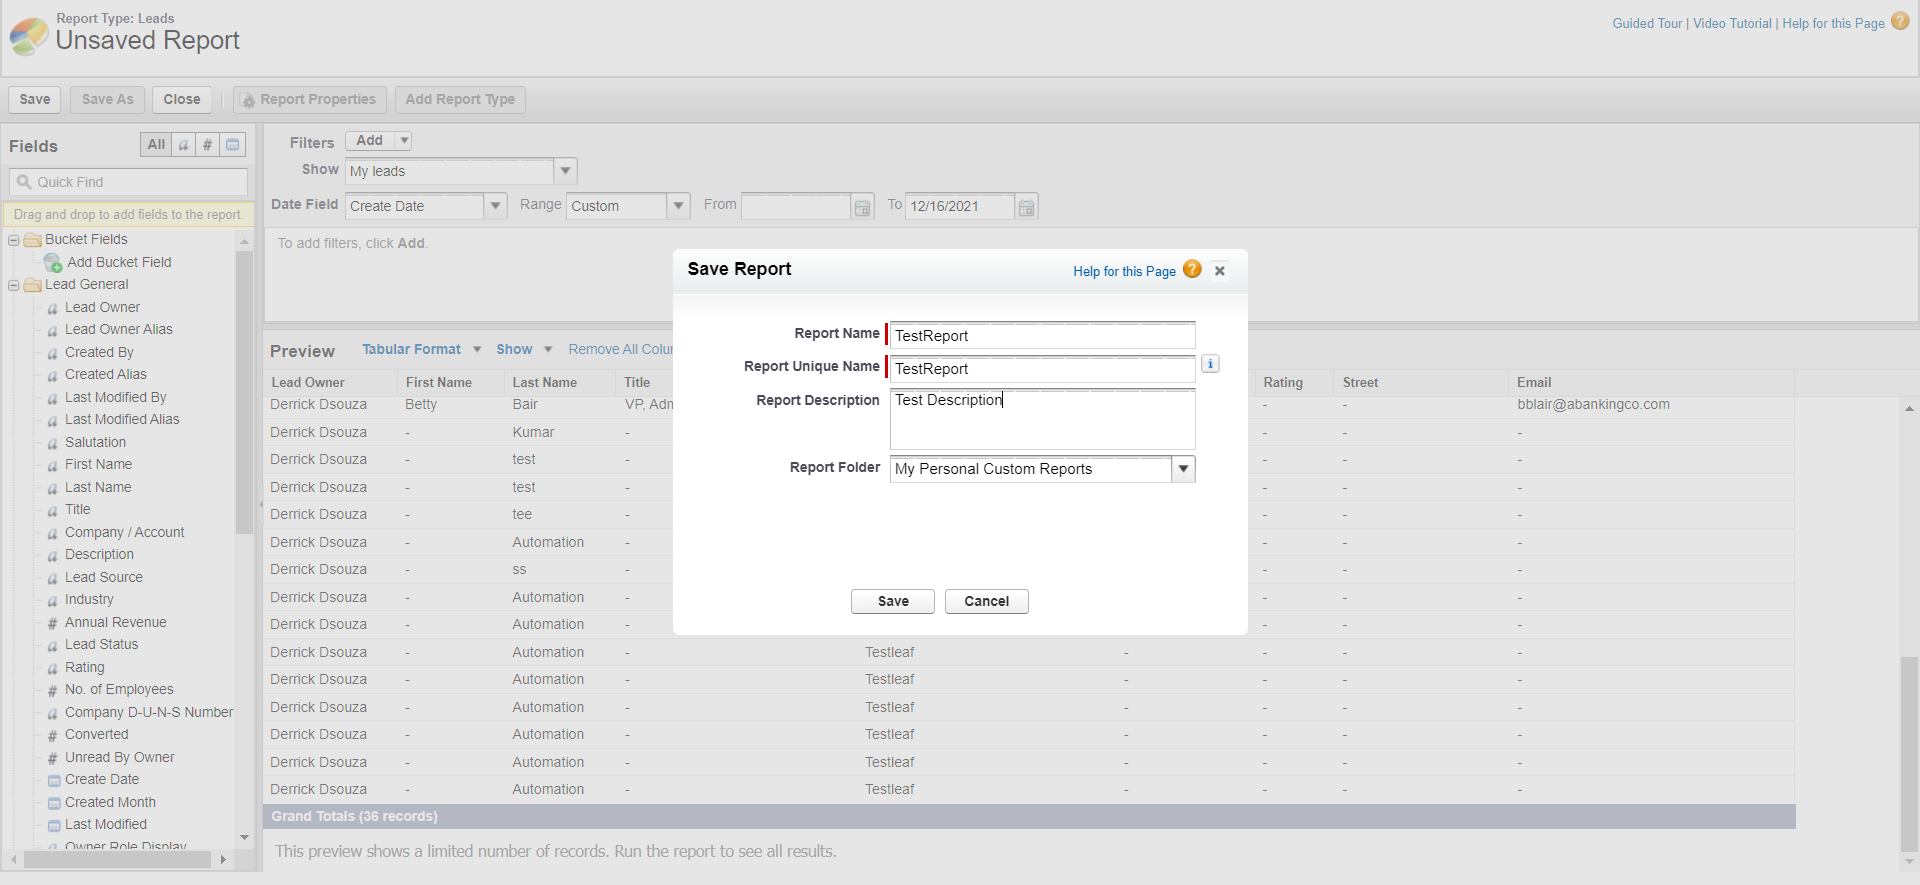 Report Type: Leads
Unsaved Report
Guided Tour | Video Tutorial | Help for this Page ?
Save
Save As
Close
Report Properties
Add Report Type
Fields
All
a
#
Quick Find
Drag and drop to add fields to the report.
Bucket Fields
Add Bucket Field
Lead General
a Lead Owner
a Lead Owner Alias
a Created By
a Created Alias
a Last Modified By
a Last Modified Alias
a Salutation
a First Name
a Last Name
a Title
a Company / Account
a Description
a Lead Source
a Industry
# Annual Revenue
a Lead Status
a Rating
# No. of Employees
a Company D-U-N-S Number
# Converted
# Unread By Owner
Create Date
Created Month
Last Modified
Owner Role Display
Filters Add
Show My leads
Date Field Create Date Range Custom From To 12/16/2021
To add filters, click Add.
Preview Tabular Format Show Remove All Colu
Lead Owner First Name Last Name Title Rating Street Email
Derrick Dsouza Betty Bair VP, Adm - - bblair@abankingco.com
Derrick Dsouza - Kumar - - - -
Derrick Dsouza - test - - - -
Derrick Dsouza - test - - - -
Derrick Dsouza - tee - - - -
Derrick Dsouza - Automation - - - -
Derrick Dsouza - ss - - - -
Derrick Dsouza - Automation - - - -
Derrick Dsouza - Automation - - - -
Derrick Dsouza - Automation - Testleaf - - - -
Derrick Dsouza - Automation - Testleaf - - - -
Derrick Dsouza - Automation - Testleaf - - - -
Derrick Dsouza - Automation - Testleaf - - - -
Derrick Dsouza - Automation - Testleaf - - - -
Derrick Dsouza - Automation - Testleaf - - - -
Grand Totals (36 records)
This preview shows a limited number of records. Run the report to see all results.
Save Report
Help for this Page ?
Report Name TestReport
Report Unique Name TestReport i
Report Description Test Description
Report Folder My Personal Custom Reports
Save
Cancel